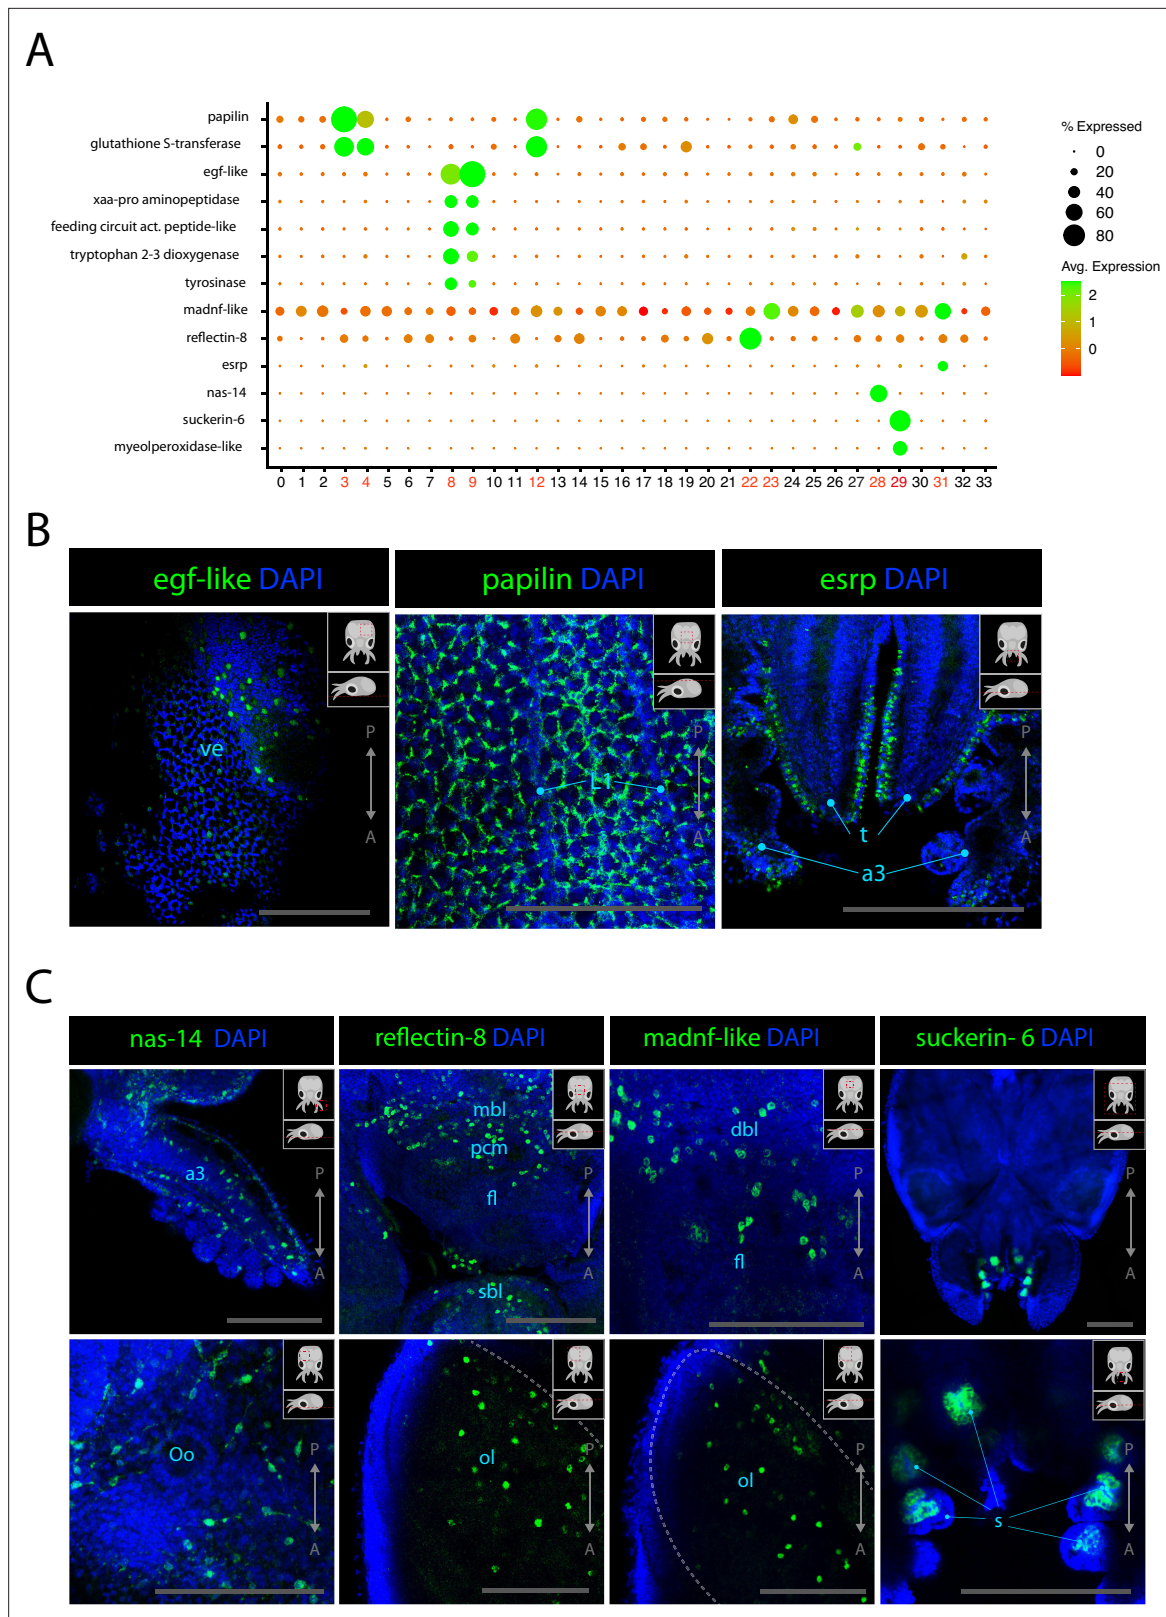 A
papilin
glutathione S-transferase
egf-like
xaa-pro aminopeptidase
feeding circuit act. peptide-like
tryptophan 2-3 dioxygenase
tyrosinase
madnf-like
reflectin-8
esrp
nas-14
suckerin-6
myeolperoxidase-like
0 1 2 3 4 5 6 7 8 9 10 11 12 13 14 15 16 17 18 19 20 21 22 23 24 25 26 27 28 29 30 31 32 33
% Expressed
0
20
40
60
80
Avg. Expression
2
1
0
B
egf-like DAPI
ve
P
A
papilin DAPI
L1
P
A
esrp DAPI
t
a3
P
A
C
nas-14 DAPI
a3
P
A
reflectin-8 DAPI
mbl
pcm
fl
sbl
P
A
madnf-like DAPI
dbl
fl
P
A
suckerin- 6 DAPI
P
A
Oo
P
A
ol
P
A
ol
P
A
s
P
A